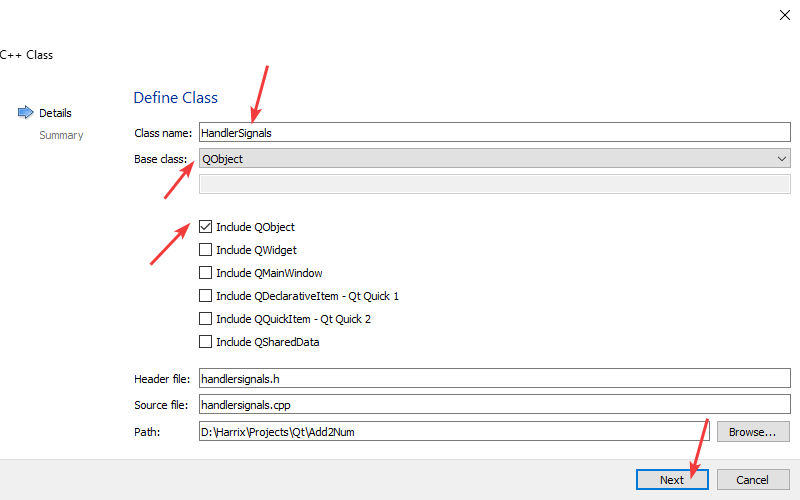 C++ Class
Define Class
Details
Summary
Class name: HandlerSignals
Base class: QObject
Include QObject
Include QWidget
Include QMainWindow
Include QDeclarativeItem - Qt Quick 1
Include QQuickItem - Qt Quick 2
Include QSharedData
Header file: handlersignals.h
Source file: handlersignals.cpp
Path: D:\Harrix\Projects\Qt\Add2Num Browse...
Next Cancel